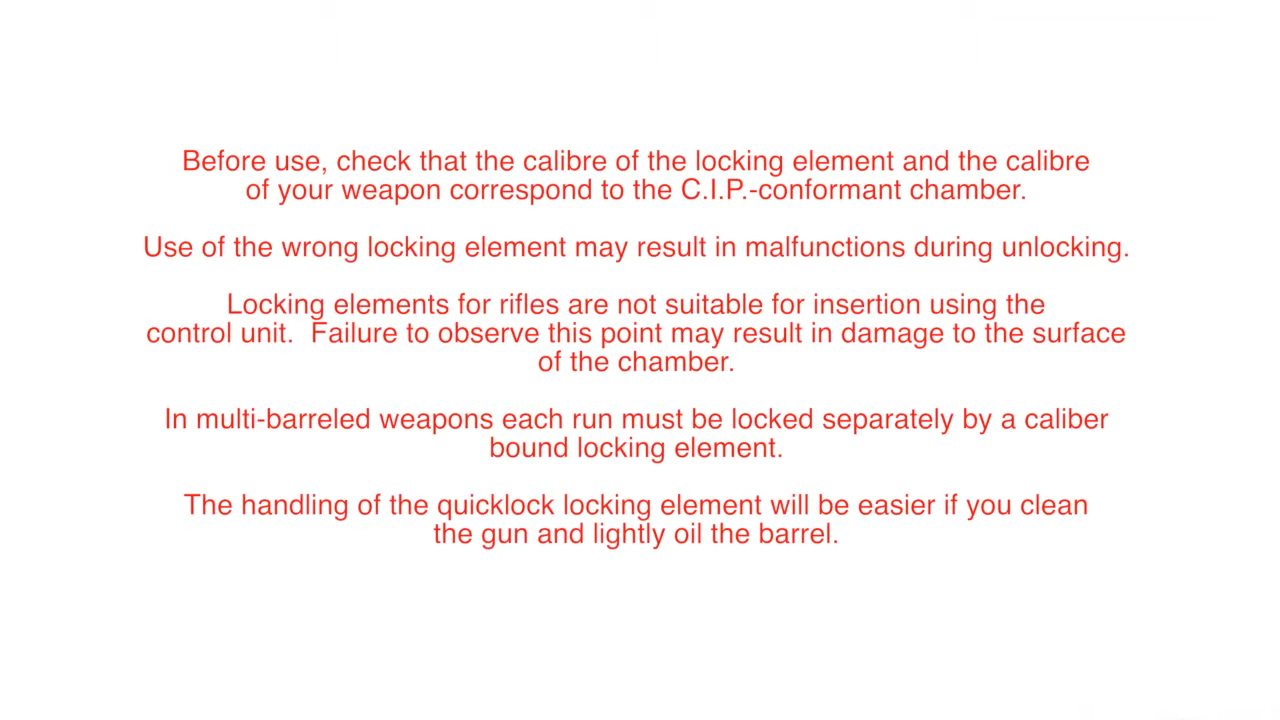 Before use, check that the calibre of the locking element and the calibre
of your weapon correspond to the C.I.P.-conformant chamber.
Use of the wrong locking element may result in malfunctions during unlocking.
Locking elements for rifles are not suitable for insertion using the
control unit.  Failure to observe this point may result in damage to the surface
of the chamber.
In multi-barreled weapons each run must be locked separately by a caliber
bound locking element.
The handling of the quicklock locking element will be easier if you clean
the gun and lightly oil the barrel.